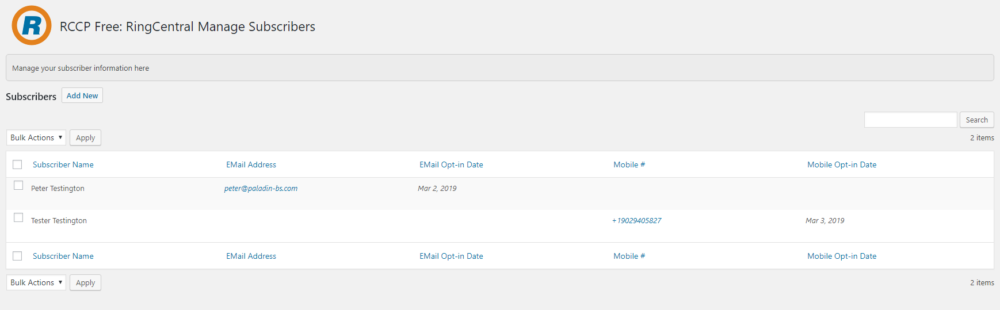 R
RCCP Free: RingCentral Manage Subscribers
Manage your subscriber information here
Subscribers Add New
Search
Bulk Actions Apply 2 items
Subscriber Name EMail Address EMail Opt-in Date Mobile # Mobile Opt-in Date
Peter Testington peter@paladin-bs.com Mar 2, 2019
Tester Testington +19029405827 Mar 3, 2019
Subscriber Name EMail Address EMail Opt-in Date Mobile # Mobile Opt-in Date
Bulk Actions Apply 2 items